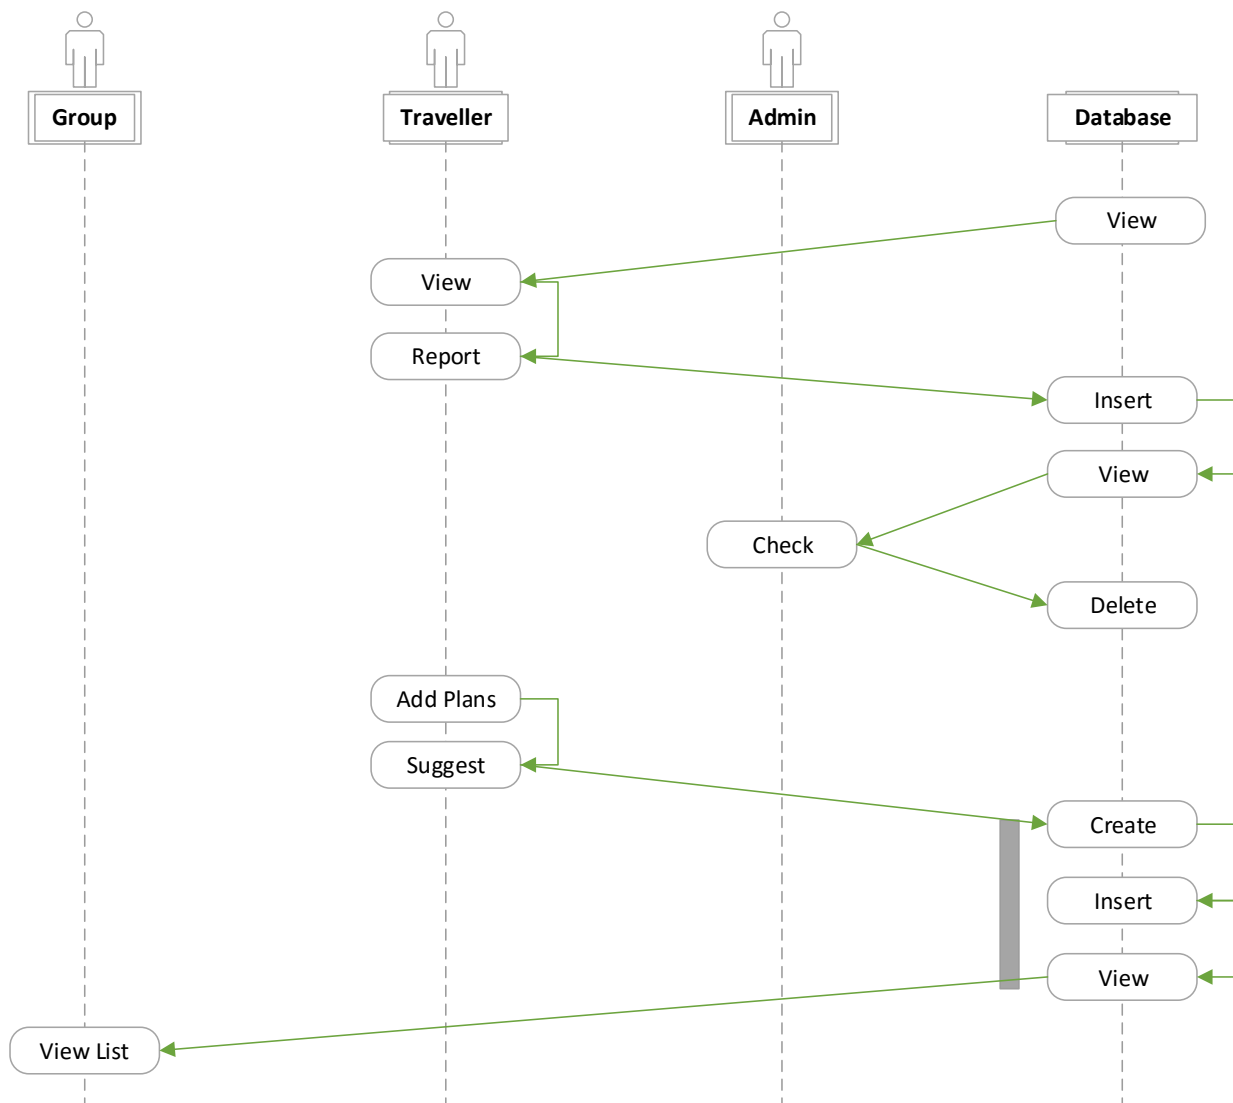 Group
Traveller
Admin
Database
View
View
Report
Insert
View
Check
Delete
Add Plans
Suggest
Create
Insert
View
View List